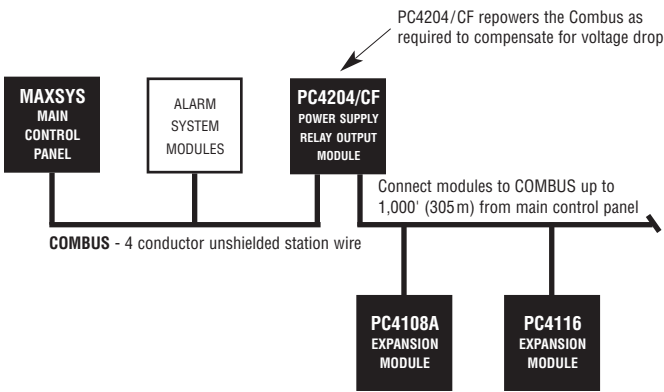 PC4204/CF repowers the Combus as
required to compensate for voltage drop
MAXSYS
MAIN
CONTROL
PANEL
ALARM
SYSTEM
MODULES
PC4204/CF
POWER SUPPLY
RELAY OUTPUT
MODULE
Connect modules to COMBUS up to
1,000' (305m) from main control panel
COMBUS - 4 conductor unshielded station wire
PC4108A
EXPANSION
MODULE
PC4116
EXPANSION
MODULE